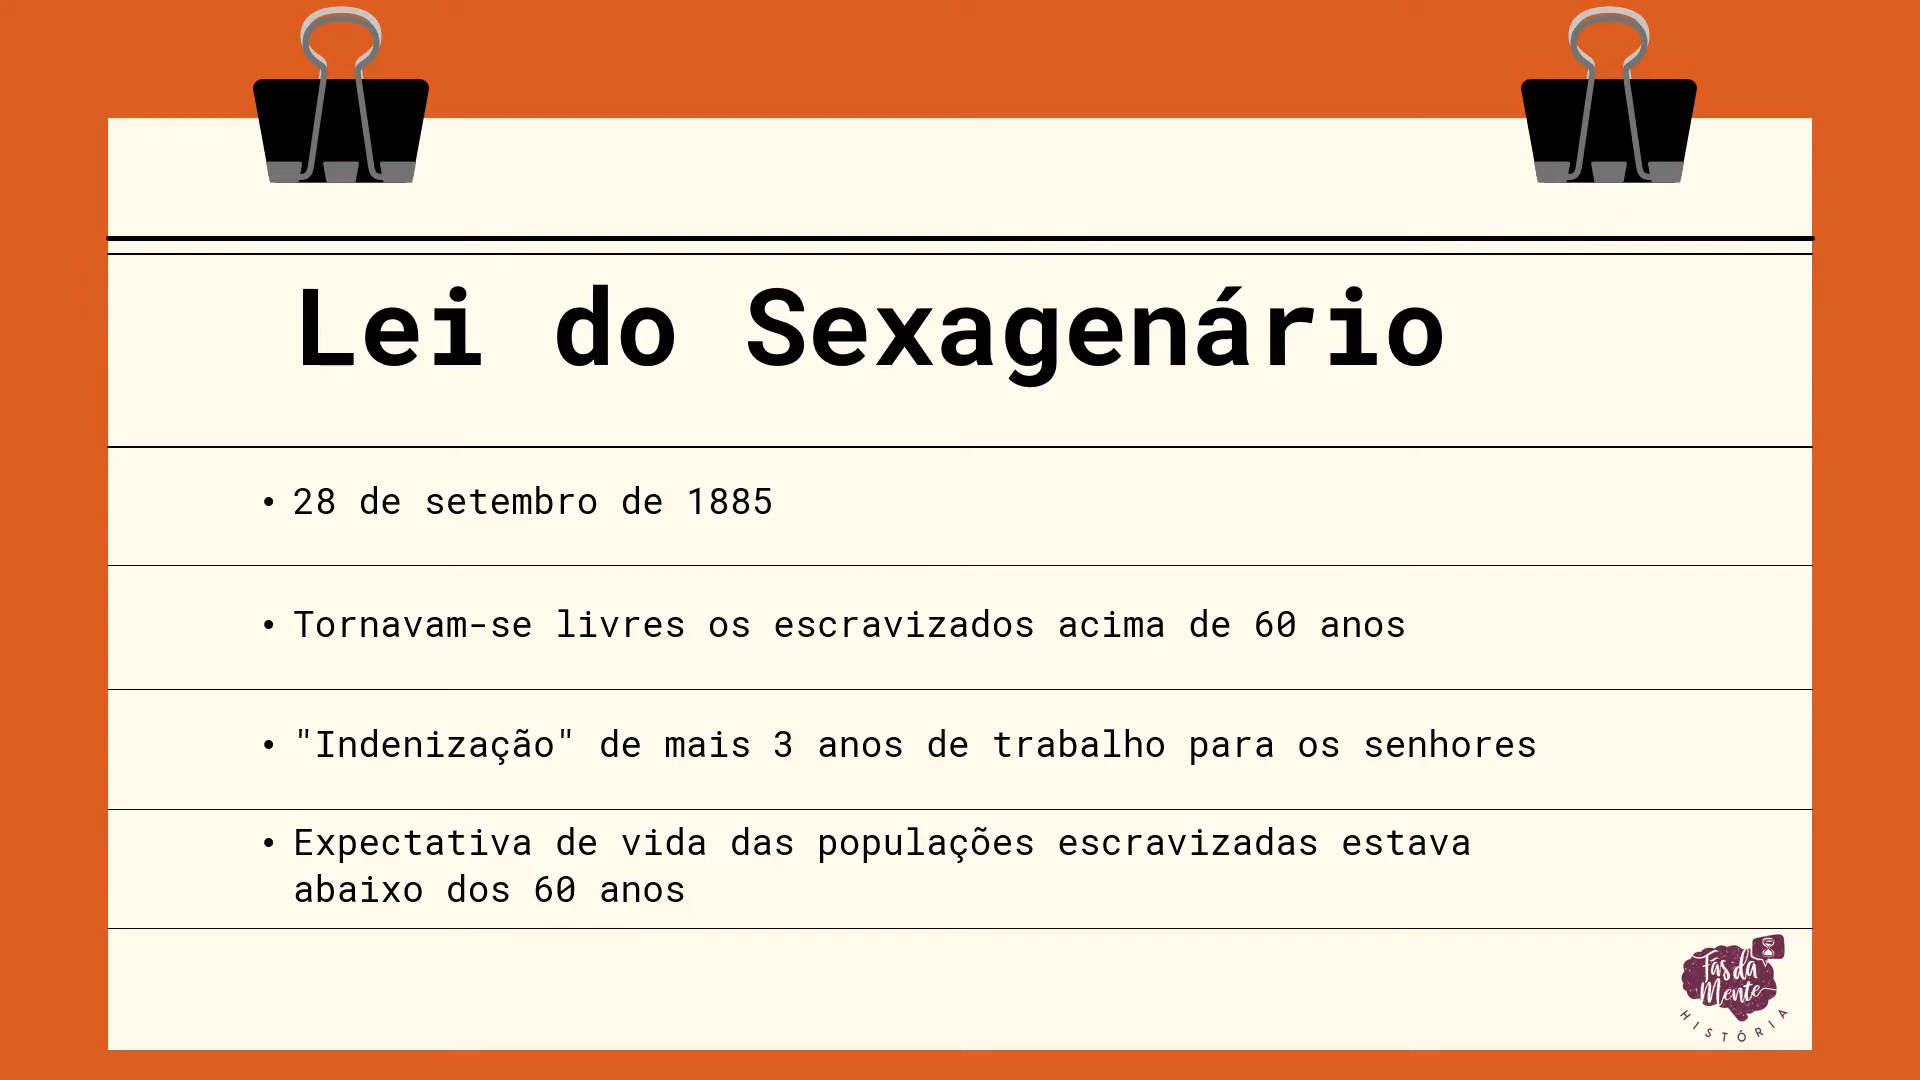 Lei do Sexagenário
• 28 de setembro de 1885
• Tornavam-se livres os escravizados acima de 60 anos
• "Indenização" de mais 3 anos de trabalho para os senhores
• Expectativa de vida das populações escravizadas estava
abaixo dos 60 anos
Fãs da
Mente
HISTÓRIA